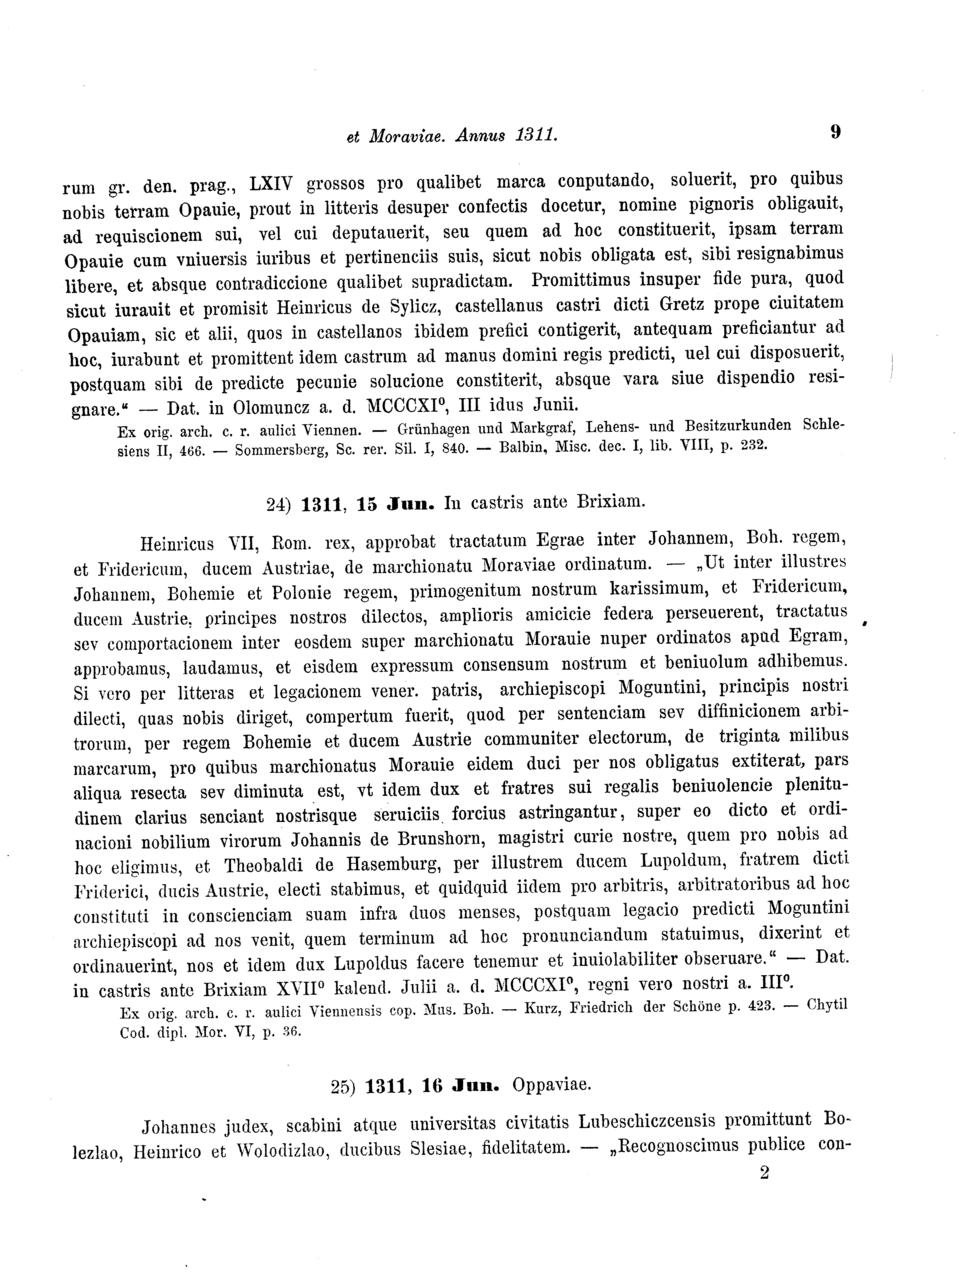 et Moraviae. Annus 1311. 9
rum gr. den. prag., LXIV grossos pro qualibet marca conputando, soluerit, pro quibus
nobis terram Opauie, prout in litteris desuper confectis docetur, nomine pignoris obligauit,
ad requiscionem sui, vel cui deputauerit, seu quem ad hoc constituerit, ipsam terram
Opauie cum vniuersis iuribus et pertinenciis suis, sicut nobis obligata est, sibi resignabimus
libere, et absque contradiccione qualibet supradictam. Promittimus insuper fide pura, quod
sicut iurauit et promisit Heinricus de Sylicz, castellanus castri dicti Gretz prope ciuitatem
Opauiam, sic et alii, quos in castellanos ibidem prefici contigerit, antequam preficiantur ad
hoc, iurabunt et promittent idem castrum ad manus domini regis predicti, uel cui disposuerit,
postquam sibi de predicte pecunie solucione constiterit, absque vara siue dispendio resi-
gnare.“ — Dat. in Olomuncz a. d. MCCCXI⁰, III idus Junii.
Ex orig. arch. c. r. aulici Viennen. — Grünhagen und Markgraf, Lehens- und Besitzurkunden Schle-
siens II, 466. — Sommersberg, Sc. rer. Sil. I, 840. — Balbin, Misc. dec. I, lib. VIII, p. 232.
24) 1311, 15 Jun. In castris ante Brixiam.
Heinricus VII, Rom. rex, approbat tractatum Egrae inter Johannem, Boh. regem,
et Fridericum, ducem Austriae, de marchionatu Moraviae ordinatum. — „Ut inter illustres
Johannem, Bohemie et Polonie regem, primogenitum nostrum karissimum, et Fridericum,
ducem Austrie, principes nostros dilectos, amplioris amicicie federa perseuerent, tractatus
sev comportacionem inter eosdem super marchionatu Morauie nuper ordinatos apud Egram,
approbamus, laudamus, et eisdem expressum consensum nostrum et beniuolum adhibemus.
Si vero per litteras et legacionem vener. patris, archiepiscopi Moguntini, principis nostri
dilecti, quas nobis diriget, compertum fuerit, quod per sentenciam sev diffinicionem arbi-
trorum, per regem Bohemie et ducem Austrie communiter electorum, de triginta milibus
marcarum, pro quibus marchionatus Morauie eidem duci per nos obligatus extiterat, pars
aliqua resecta sev diminuta est, vt idem dux et fratres sui regalis beniuolencie plenitu-
dinem clarius senciant nostrisque seruiciis forcius astringantur, super eo dicto et ordi-
nacioni nobilium virorum Johannis de Brunshorn, magistri curie nostre, quem pro nobis ad
hoc eligimus, et Theobaldi de Hasemburg, per illustrem ducem Lupoldum, fratrem dicti
Friderici, ducis Austrie, electi stabimus, et quidquid iidem pro arbitris, arbitratoribus ad hoc
constituti in conscienciam suam infra duos menses, postquam legacio predicti Moguntini
archiepiscopi ad nos venit, quem terminum ad hoc pronunciandum statuimus, dixerint et
ordinauerint, nos et idem dux Lupoldus facere tenemur et inuiolabiliter obseruare.“ — Dat.
in castris ante Brixiam XVII⁰ kalend. Julii a. d. MCCCXI⁰, regni vero nostri a. III⁰.
Ex orig. arch. c. r. aulici Viennensis cop. Mus. Boh. — Kurz, Friedrich der Schöne p. 423. — Chytil
Cod. dipl. Mor. VI, p. 36.
25) 1311, 16 Jun. Oppaviae.
Johannes judex, scabini atque universitas civitatis Lubeschiczcensis promittunt Bo-
lezlao, Heinrico et Wolodizlao, ducibus Slesiae, fidelitatem. — „Recognoscimus publice con-
2